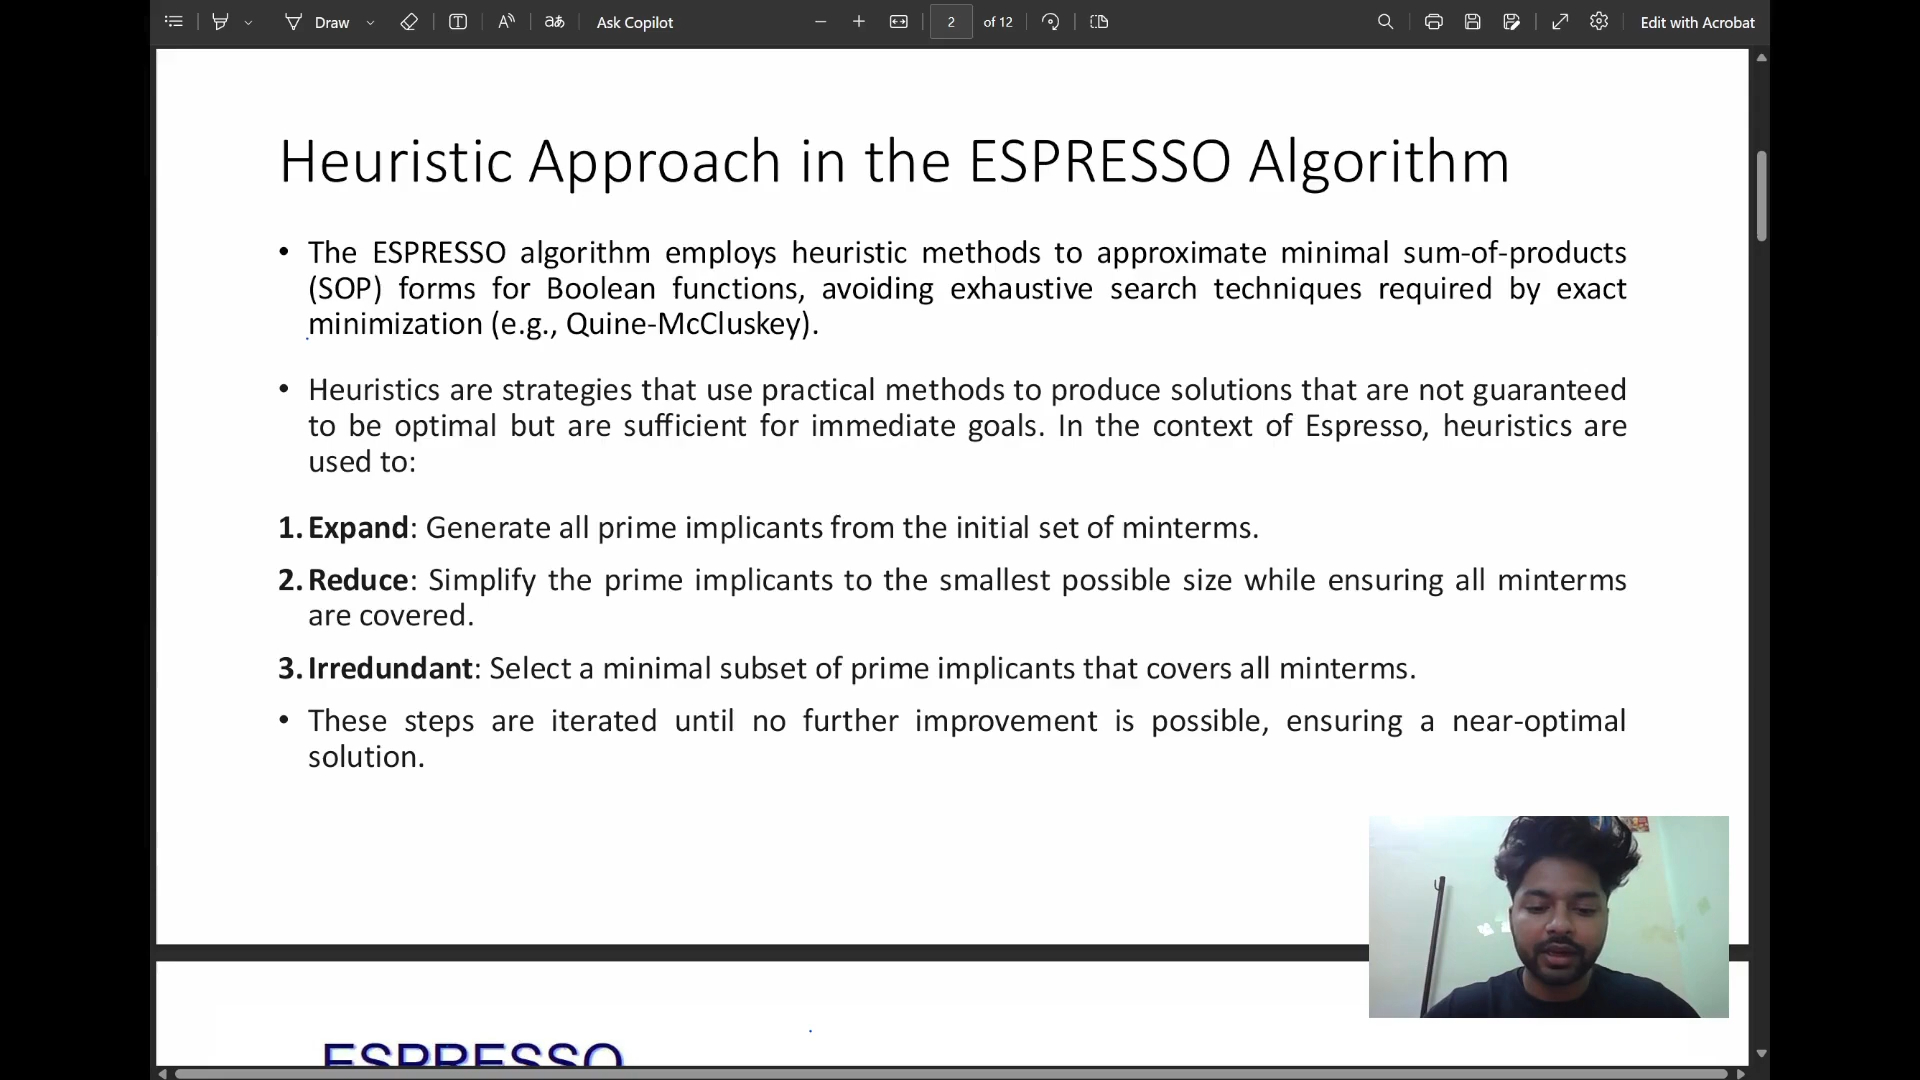 Draw
Ask Copilot
2 of 12
Edit with Acrobat
Heuristic Approach in the ESPRESSO Algorithm
• The ESPRESSO algorithm employs heuristic methods to approximate minimal sum-of-products
(SOP) forms for Boolean functions, avoiding exhaustive search techniques required by exact
minimization (e.g., Quine-McCluskey).
• Heuristics are strategies that use practical methods to produce solutions that are not guaranteed
to be optimal but are sufficient for immediate goals. In the context of Espresso, heuristics are
used to:
1. Expand: Generate all prime implicants from the initial set of minterms.
2. Reduce: Simplify the prime implicants to the smallest possible size while ensuring all minterms
are covered.
3. Irredundant: Select a minimal subset of prime implicants that covers all minterms.
• These steps are iterated until no further improvement is possible, ensuring a near-optimal
solution.
ESPRESSO